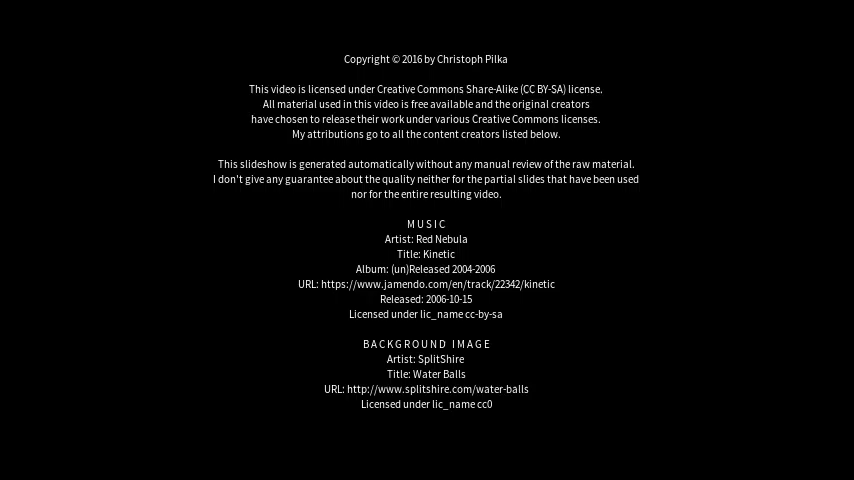 Copyright © 2016 by Christoph Pilka
This video is licensed under Creative Commons Share-Alike (CC BY-SA) license.
All material used in this video is free available and the original creators
have chosen to release their work under various Creative Commons licenses.
My attributions go to all the content creators listed below.
This slideshow is generated automatically without any manual review of the raw material.
I don't give any guarantee about the quality neither for the partial slides that have been used
nor for the entire resulting video.
MUSIC
Artist: Red Nebula
Title: Kinetic
Album: (un)Released 2004-2006
URL: https://www.jamendo.com/en/track/22342/kinetic
Released: 2006-10-15
Licensed under lic_name cc-by-sa
BACKGROUND IMAGE
Artist: SplitShire
Title: Water Balls
URL: http://www.splitshire.com/water-balls
Licensed under lic_name cc0